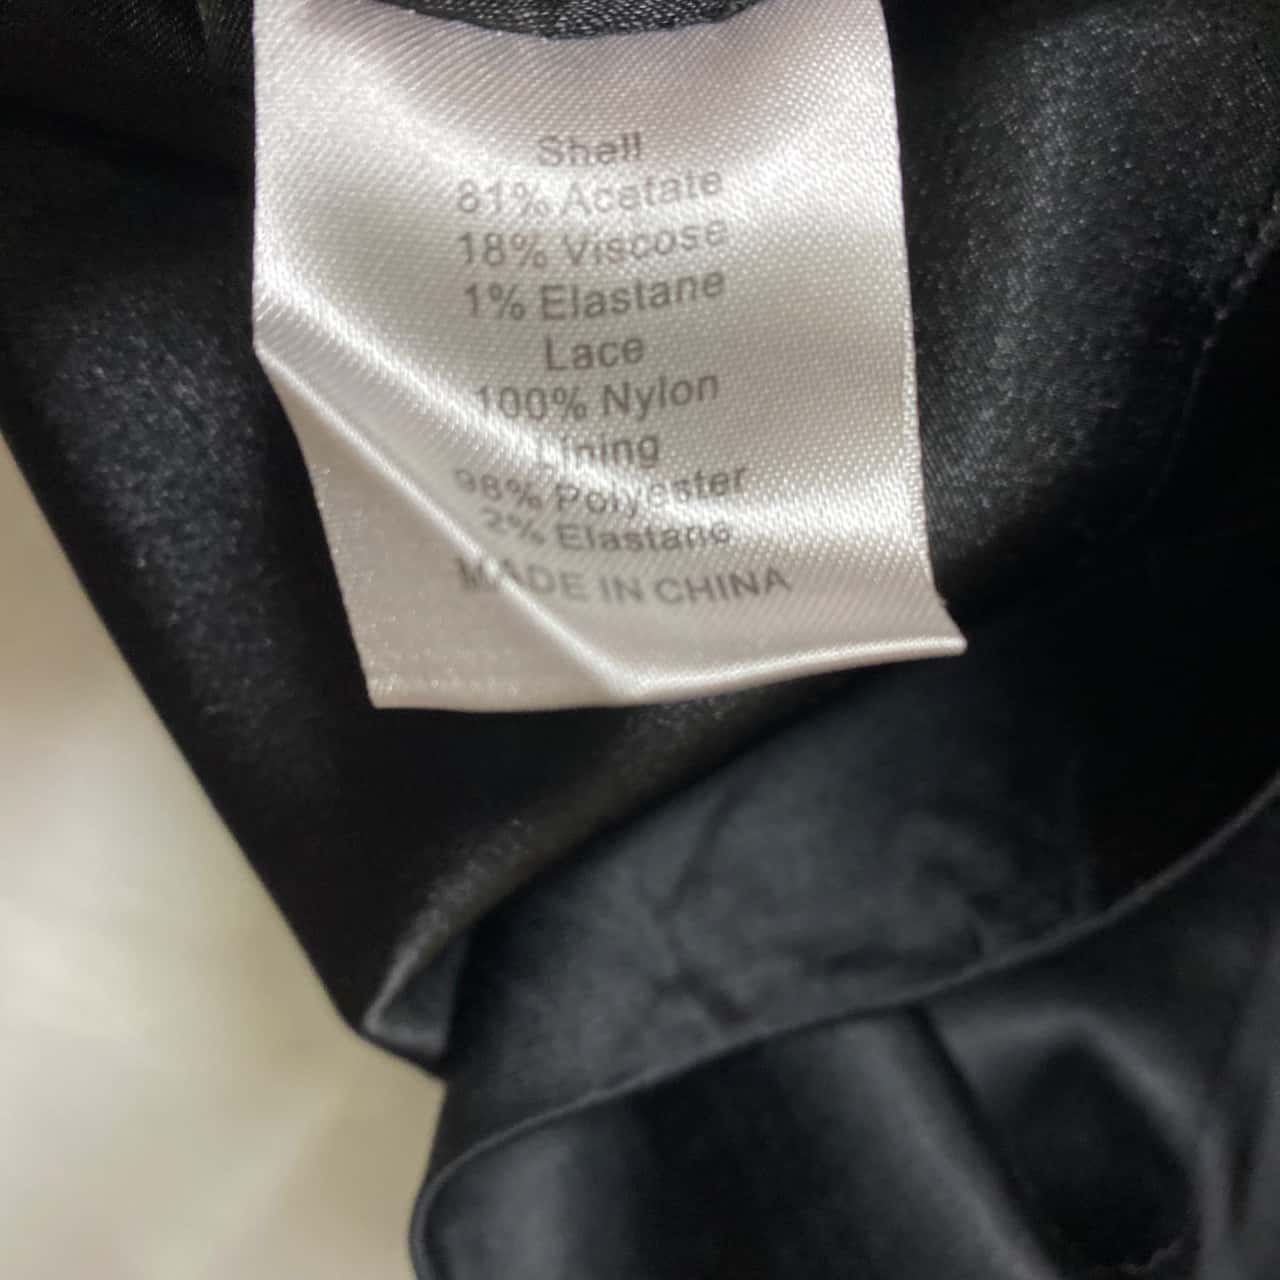 Shell
81% Acetate
18% Viscose
1% Elastane
Lace
100% Nylon
Lining
98% Polyester
2% Elastane
MADE IN CHINA